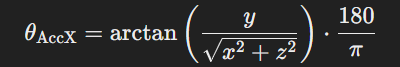 θ_AccX = arctan ( y / √(x² + z²) ) · 180 / π